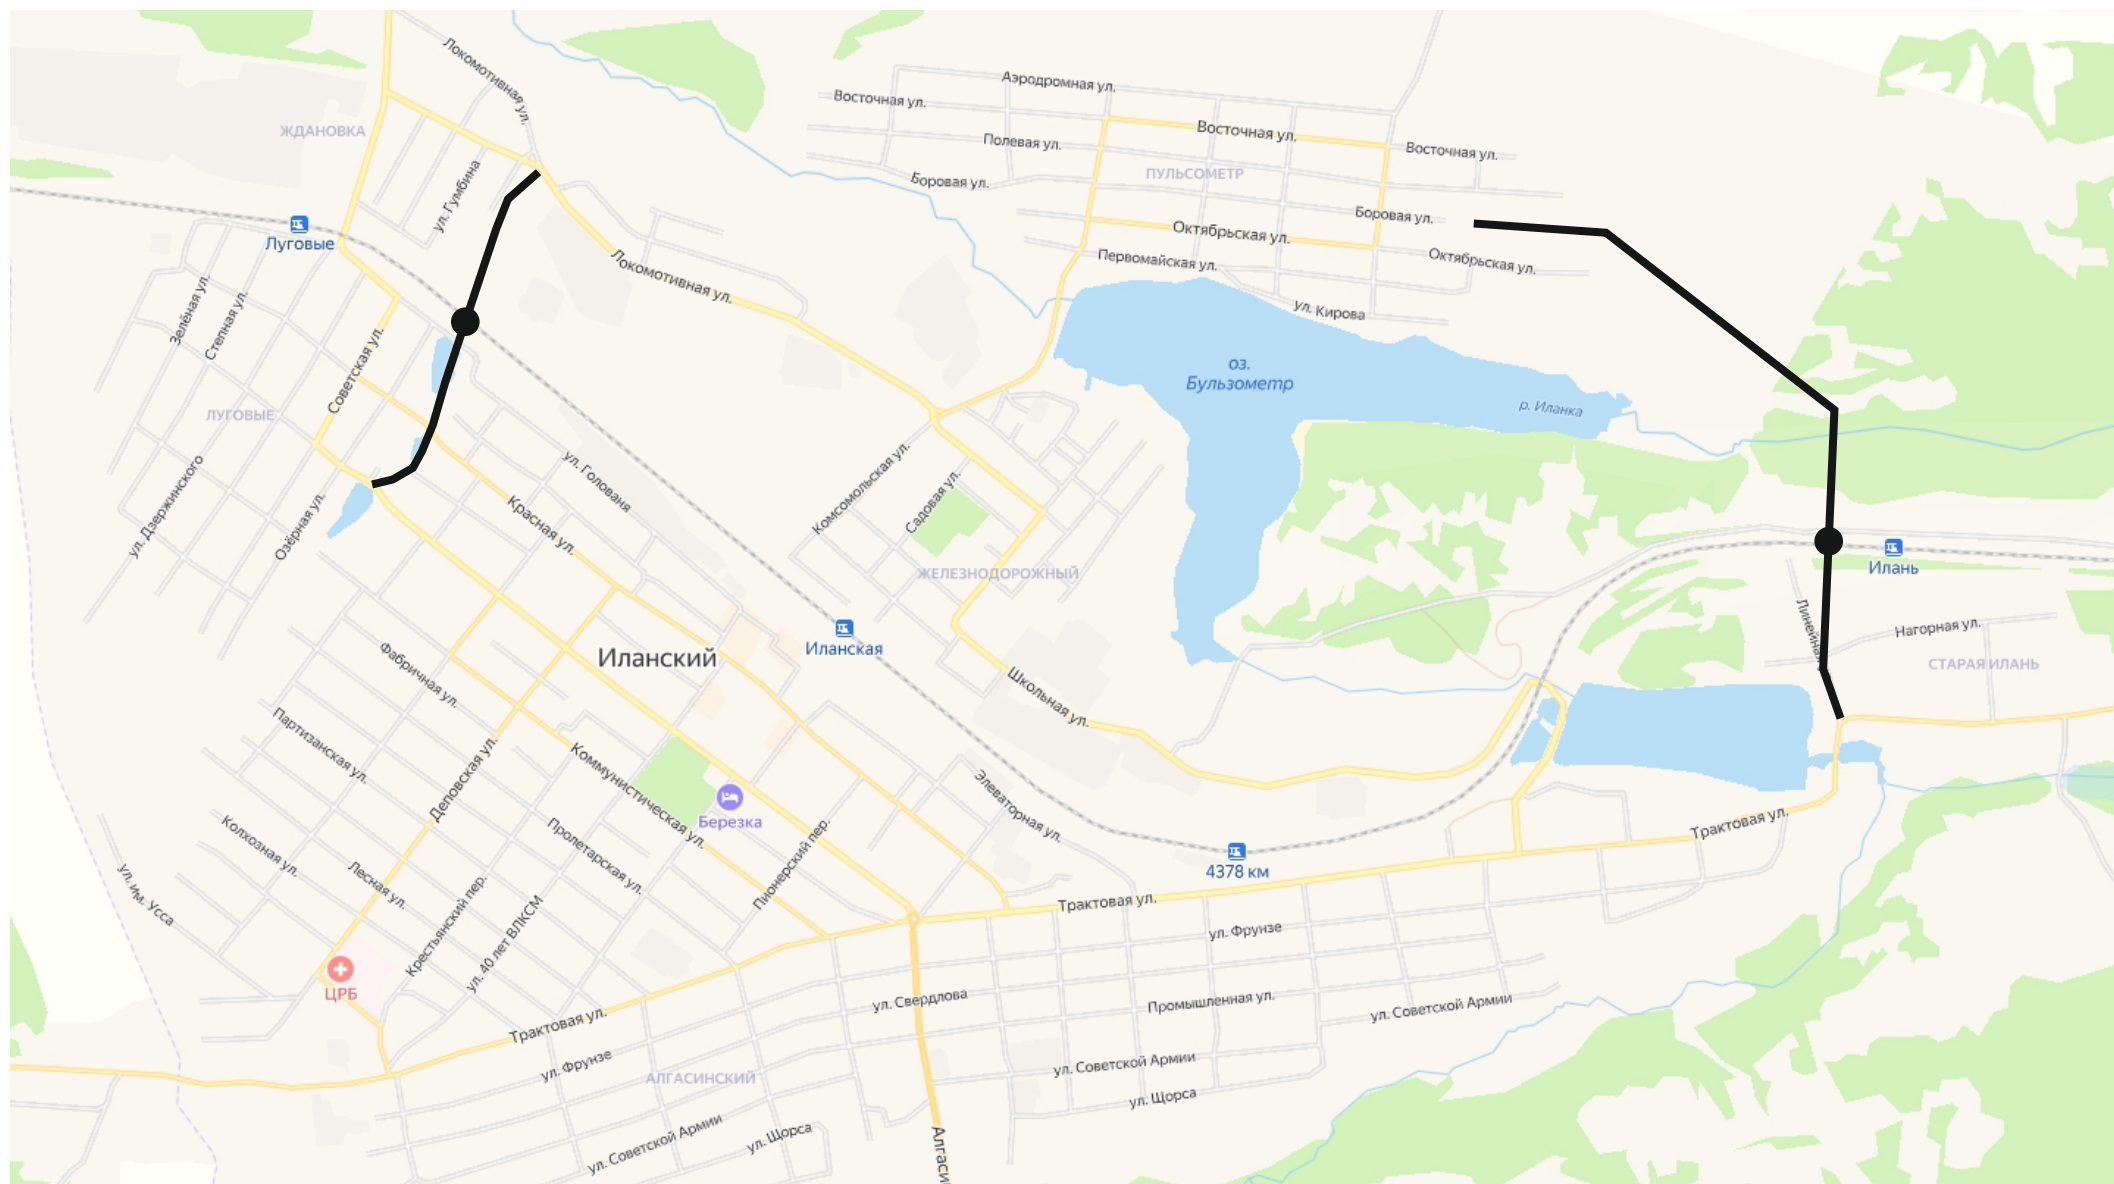 Локомотивная ул.
Аэродромная ул.
Восточная ул.
Восточная ул.
Восточная ул.
ЖДАНОВКА
Полевая ул.
ПУЛЬСОМЕТР
ул. Гумбина
Боровая ул.
Боровая ул.
Луговые
Октябрьская ул.
Октябрьская ул.
Первомайская ул.
Локомотивная ул.
Зелёная ул.
Степная ул.
ул. Кирова
Советская ул.
оз.
Бульзометр
р. Иланка
ЛУГОВЫЕ
ул. Голованя
Комсомольская ул.
Садовая ул.
ул. Дзержинского
Озёрная ул.
Красная ул.
ЖЕЛЕЗНОДОРОЖНЫЙ
Илань
Линейная
Нагорная ул.
СТАРАЯ ИЛАНЬ
Иланская
Иланский
Фабричная ул.
Школьная ул.
Партизанская ул.
Деповская ул.
Коммунистическая ул.
Березка
Элеваторная ул.
Трактовая ул.
Колхозная ул.
Пролетарская ул.
Пионерский пер.
4378 км
ул. им. Усса
Лесная ул.
Крестьянский пер.
ул. 40 лет ВЛКСМ
Трактовая ул.
ул. Фрунзе
ЦРБ
ул. Свердлова
Промышленная ул.
ул. Советской Армии
Трактовая ул.
ул. Фрунзе
АЛГАСИНСКИЙ
ул. Советской Армии
ул. Щорса
ул. Советской Армии
ул. Щорса
Алгаси